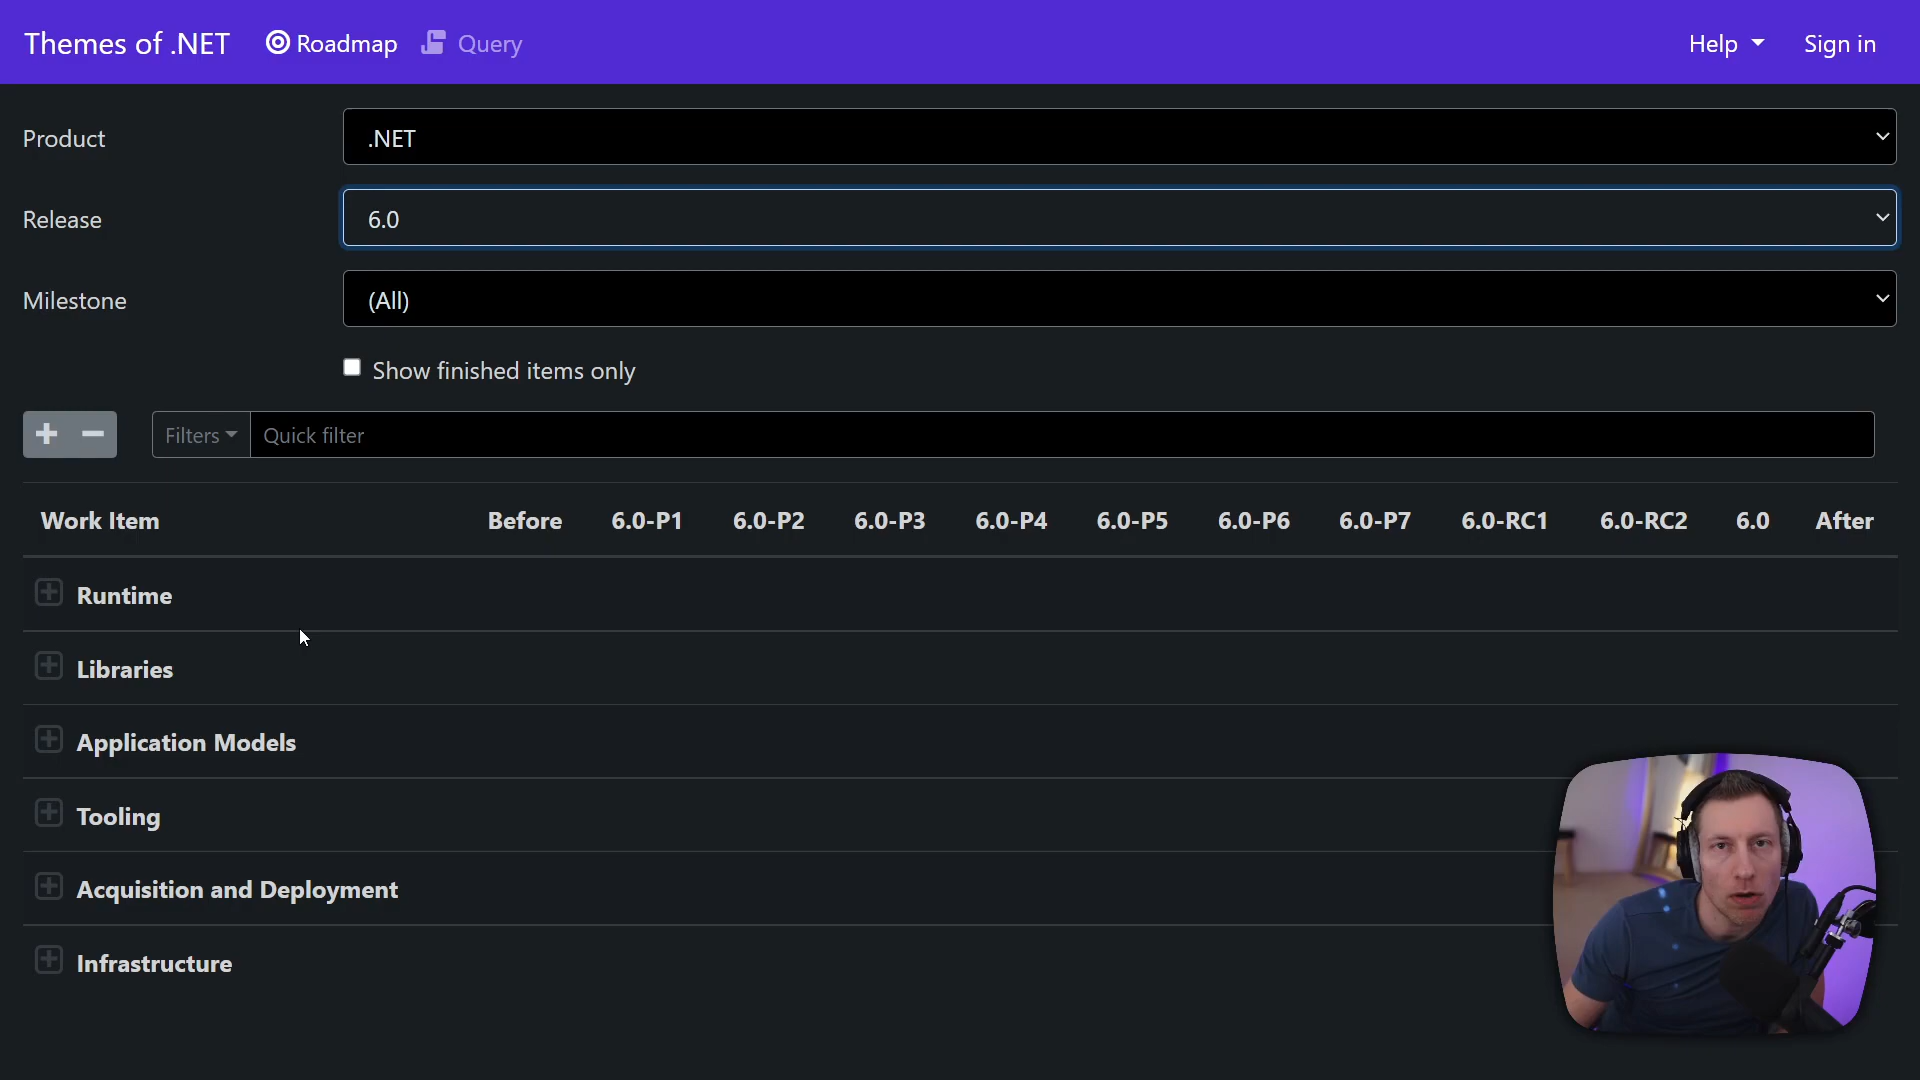 Themes of .NET Roadmap Query Help Sign in
Product .NET
Release 6.0
Milestone (All)
Show finished items only
Filters Quick filter
Work Item Before 6.0-P1 6.0-P2 6.0-P3 6.0-P4 6.0-P5 6.0-P6 6.0-P7 6.0-RC1 6.0-RC2 6.0 After
Runtime
Libraries
Application Models
Tooling
Acquisition and Deployment
Infrastructure